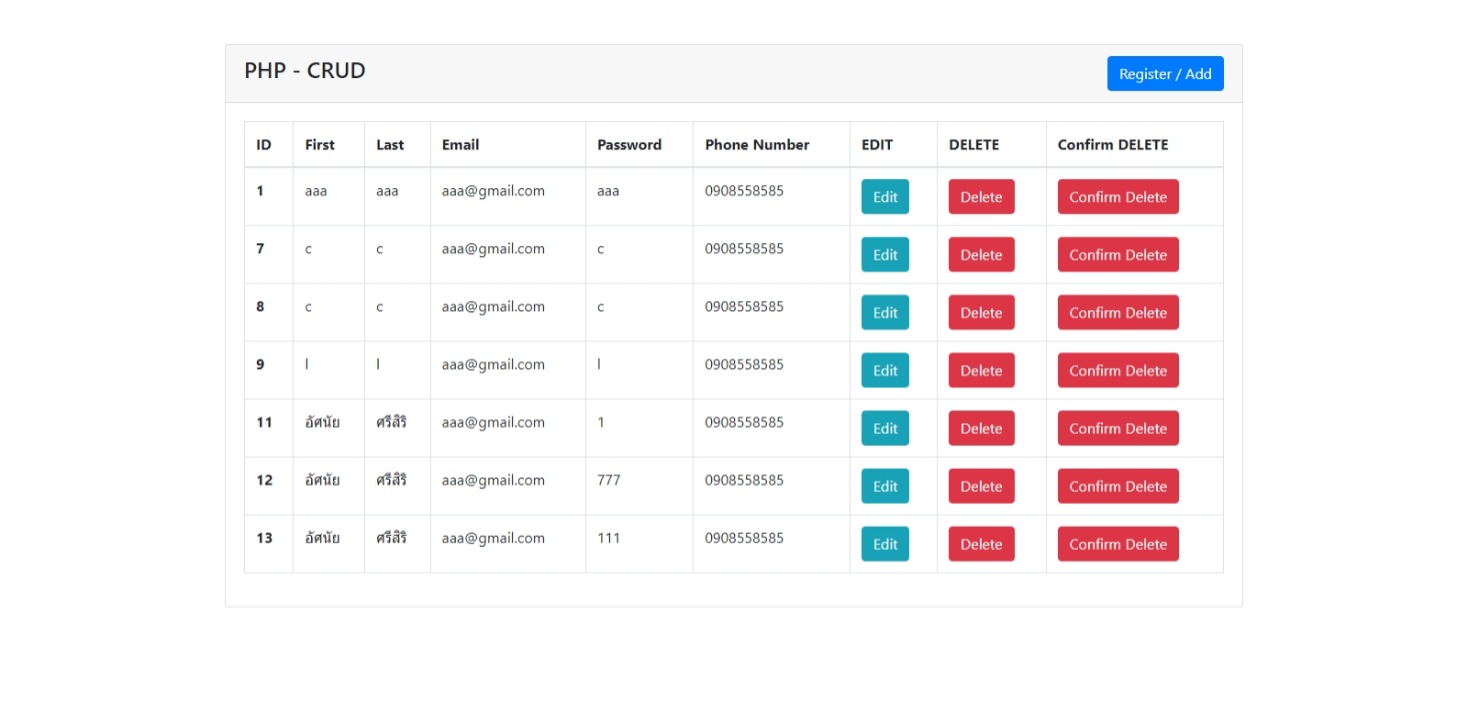 PHP - CRUD
Register / Add
ID First Last Email Password Phone Number EDIT DELETE Confirm DELETE
1 aaa aaa aaa@gmail.com aaa 0908558585 Edit Delete Confirm Delete
7 c c aaa@gmail.com c 0908558585 Edit Delete Confirm Delete
8 c c aaa@gmail.com c 0908558585 Edit Delete Confirm Delete
9 l l aaa@gmail.com l 0908558585 Edit Delete Confirm Delete
11 อัศนัย ศรีสิริ aaa@gmail.com 1 0908558585 Edit Delete Confirm Delete
12 อัศนัย ศรีสิริ aaa@gmail.com 777 0908558585 Edit Delete Confirm Delete
13 อัศนัย ศรีสิริ aaa@gmail.com 111 0908558585 Edit Delete Confirm Delete